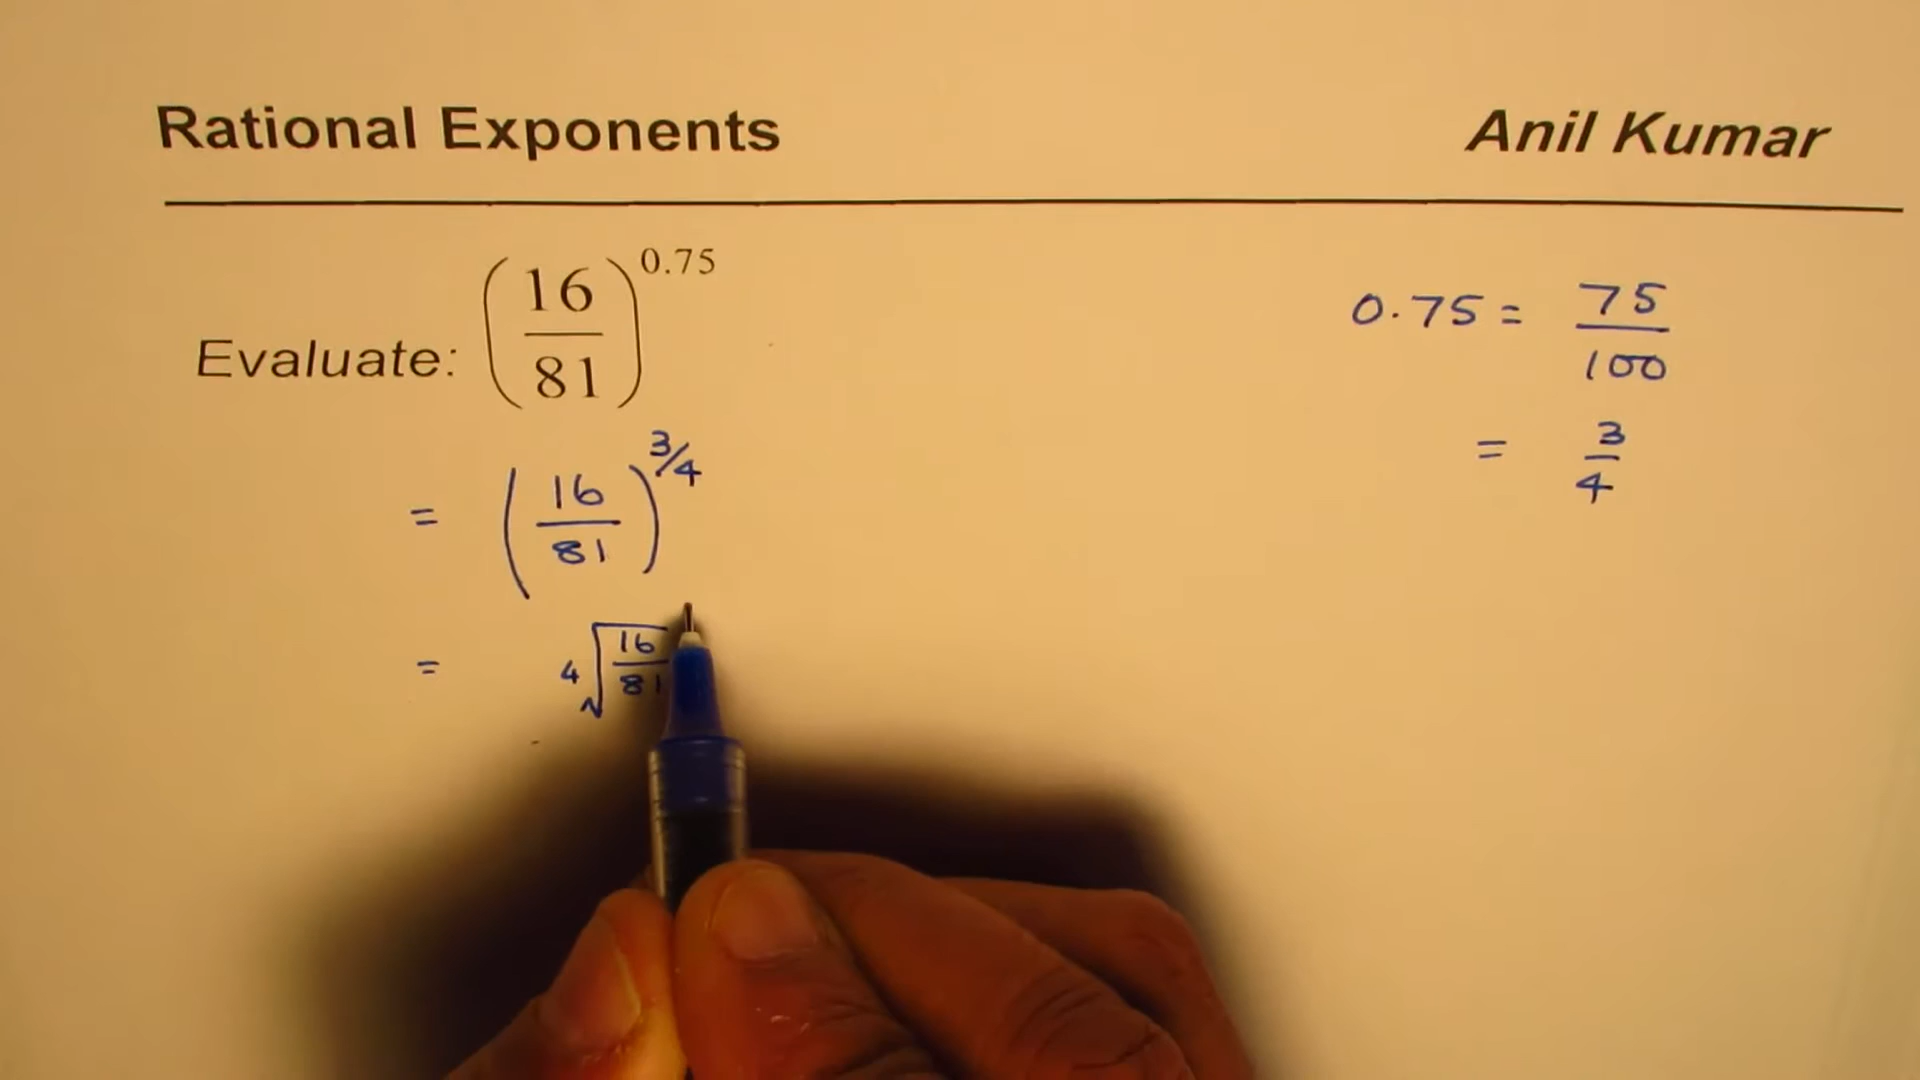 Rational Exponents Anil Kumar
Evaluate: (16/81)^0.75
0.75 = 75/100
= (16/81)^3/4
= 3/4
= ⁴√16/81